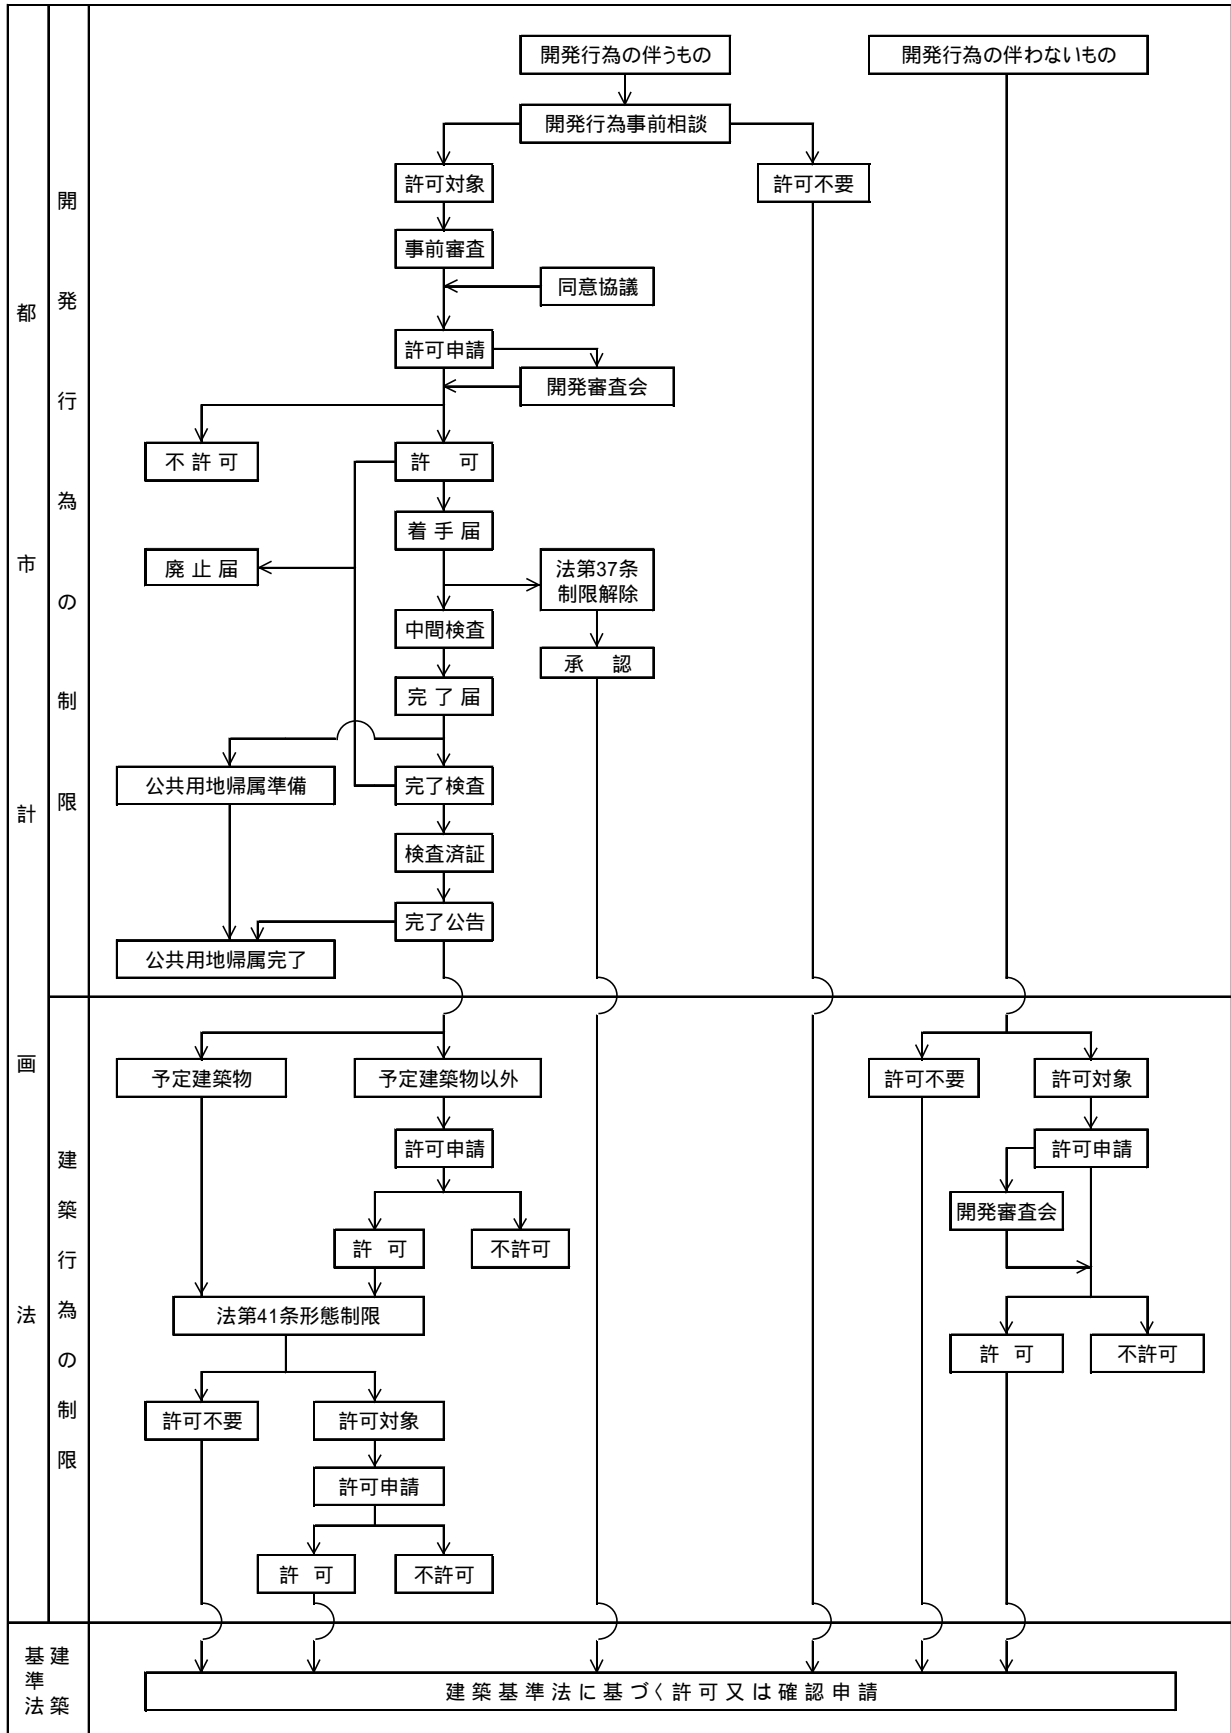 都市計画法
開発行為の制限
開発行為の伴うもの
開発行為の伴わないもの
開発行為事前相談
許可対象
許可不要
事前審査
同意協議
許可申請
開発審査会
不許可
許 可
着手届
廃止届
法第37条
制限解除
中間検査
承 認
完了届
公共用地帰属準備
完了検査
検査済証
完了公告
公共用地帰属完了
建築行為の制限
予定建築物
予定建築物以外
許可不要
許可対象
許可申請
許可申請
開発審査会
許 可
不許可
法第41条形態制限
許 可
不許可
許可不要
許可対象
許可申請
許 可
不許可
建築
基準法
建築基準法に基づく許可又は確認申請